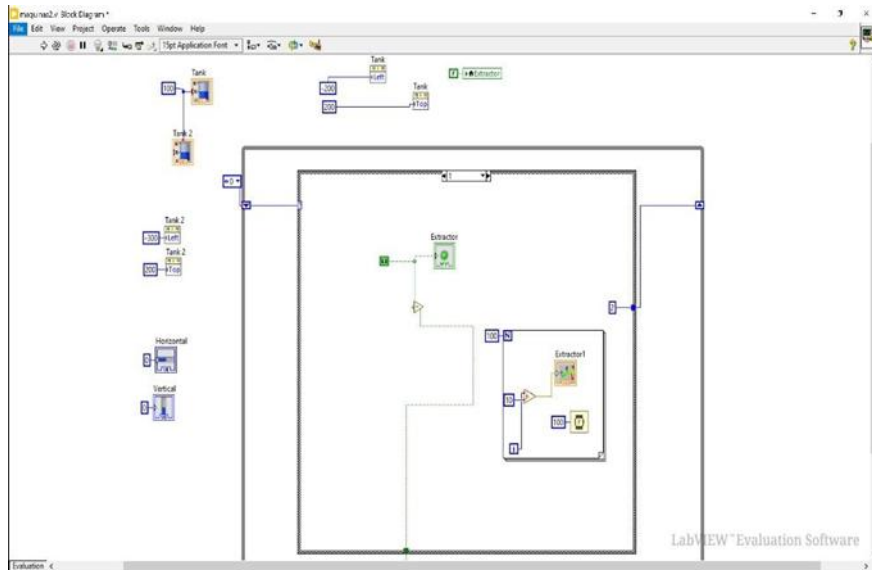 maquinas2.vi Block Diagram *
File Edit View Project Operate Tools Window Help
15pt Application Font
Tank
100
Tank 2
Tank
Left
-200
Tank
Top
200
F
Extractor
0
1
Tank 2
Left
-300
Tank 2
Top
200
Extractor
2
Horizontal
0
Vertical
0
100
N
Extractor1
10
100
i
LabVIEW™ Evaluation Software
Evaluation